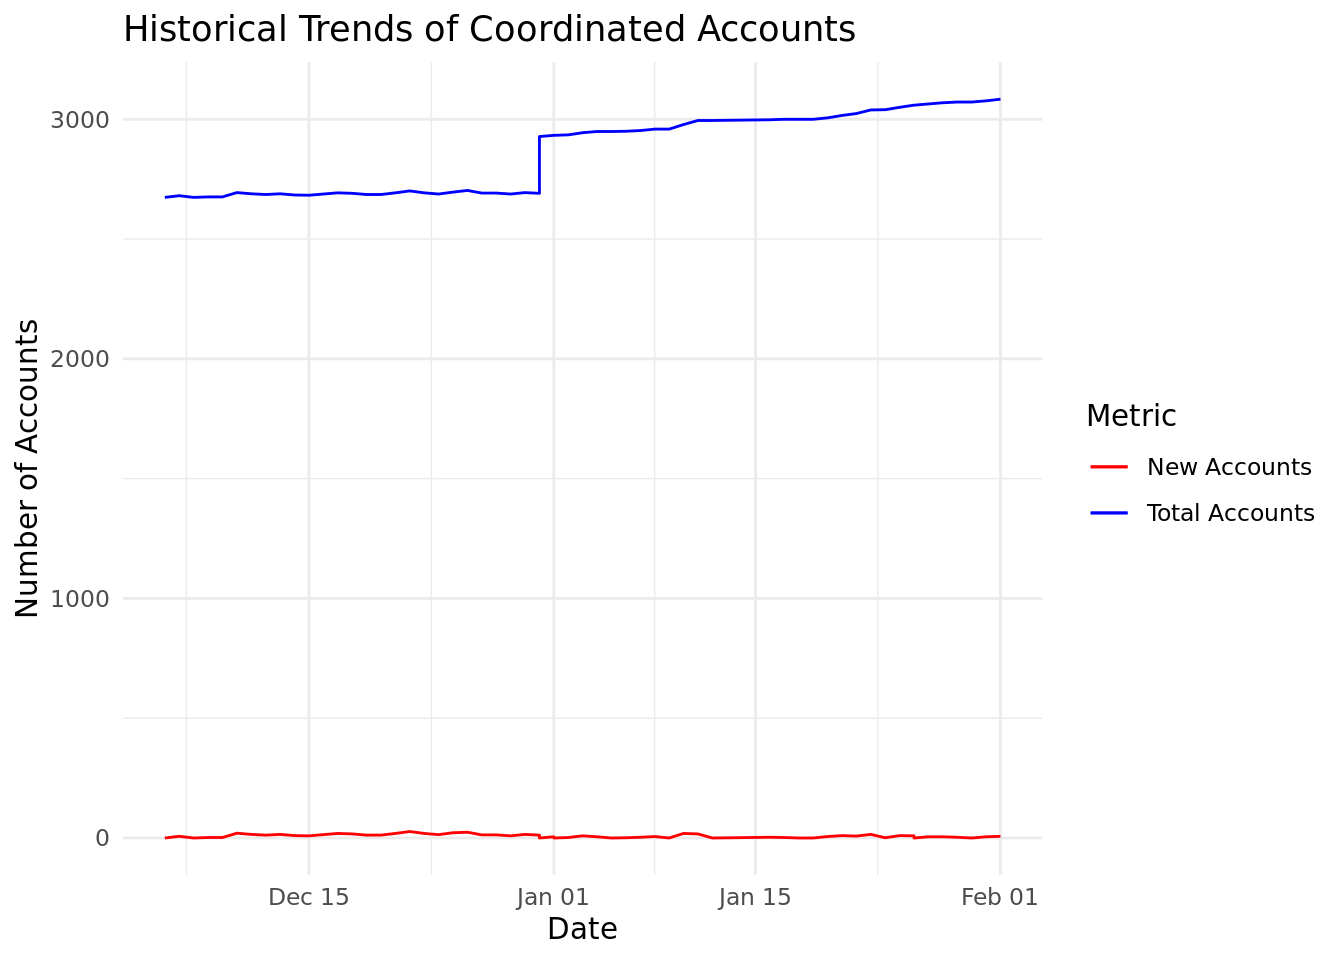 Historical Trends of Coordinated Accounts
Number of Accounts
3000
2000
1000
0
Dec 15
Jan 01
Jan 15
Feb 01
Date
Metric
New Accounts
Total Accounts